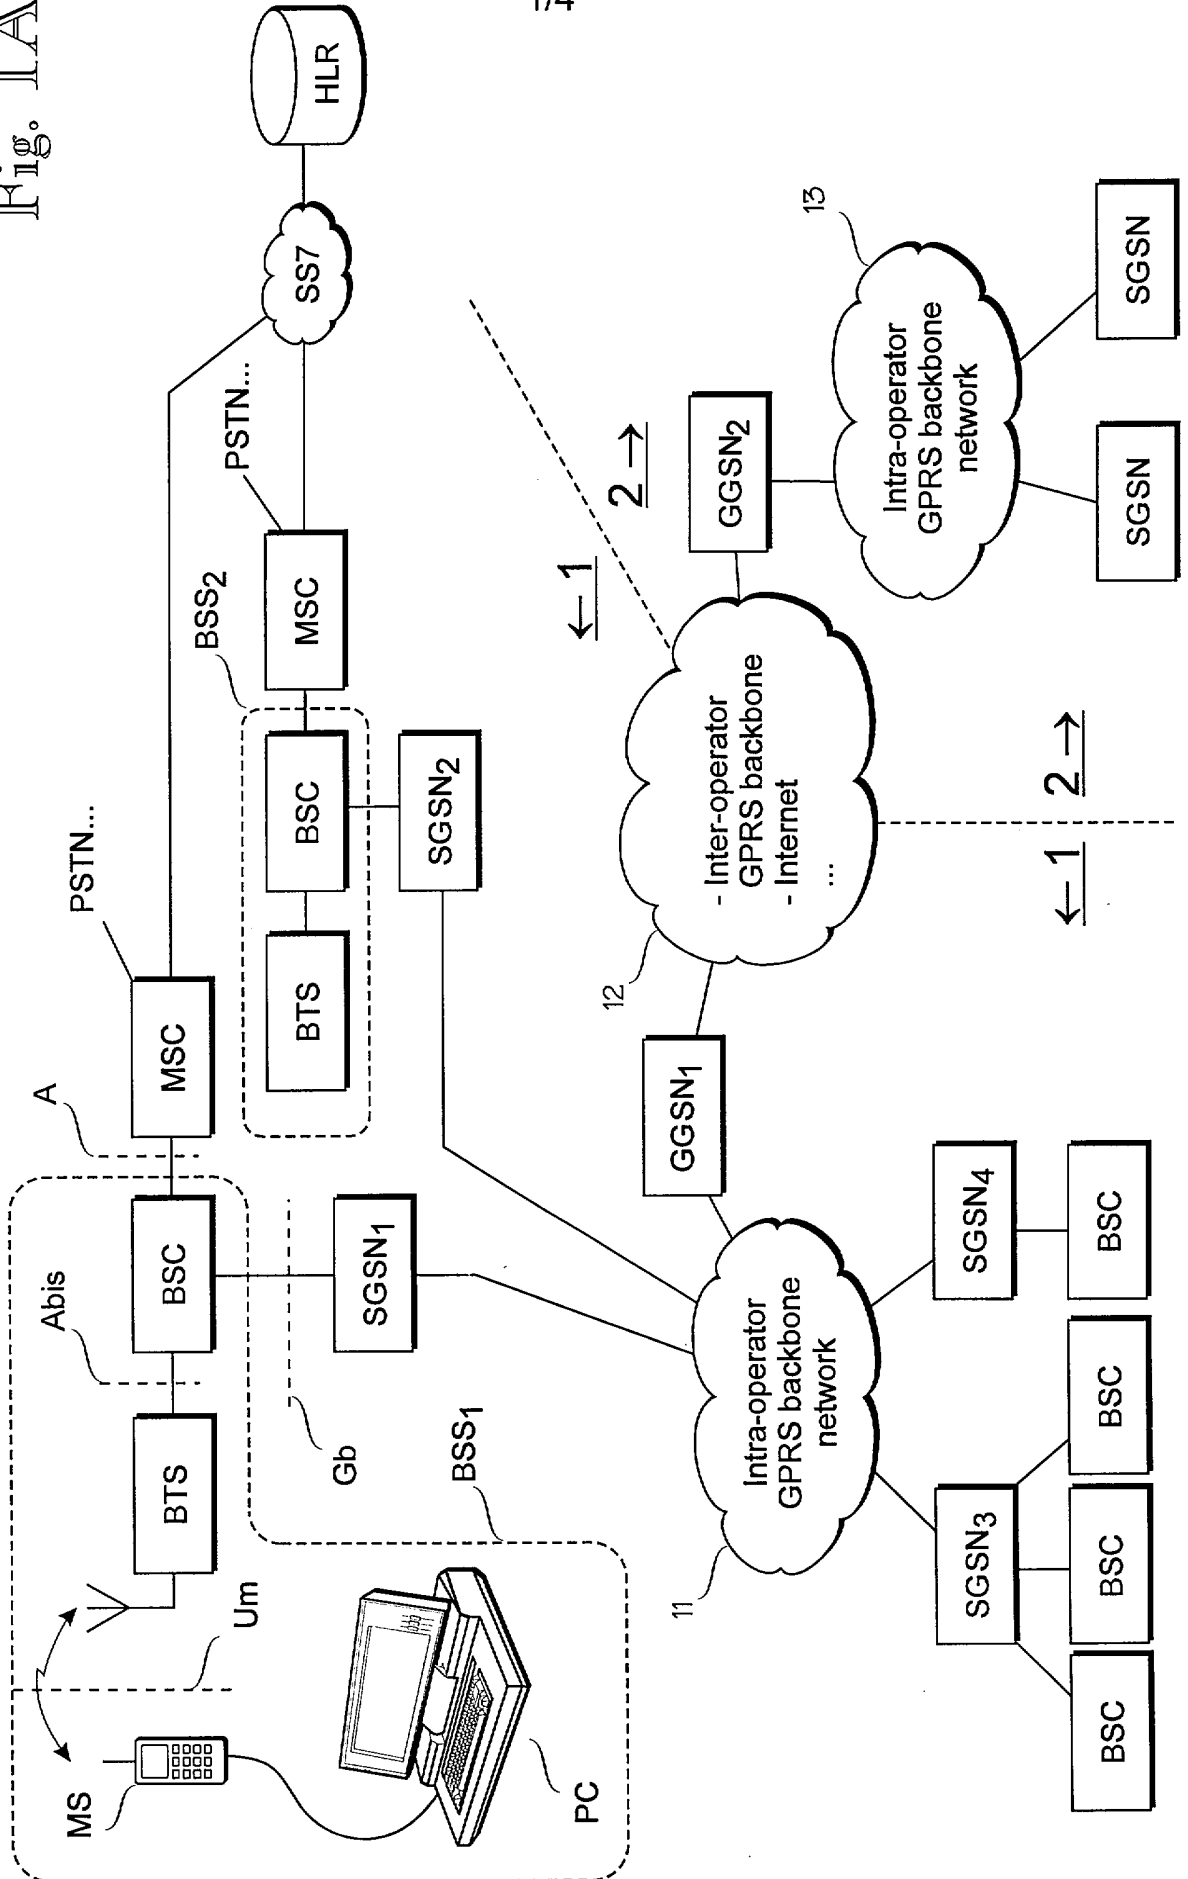 1/4
Fig. 1A
HLR
SS7
PSTN...
PSTN...
A
MSC
BSS2
MSC
Abis
BSC
BTS
BSC
BTS
SGSN2
SGSN1
Gb
BSS1
Um
MS
PC
← 1
2 →
12
- Inter-operator
GPRS backbone
- Internet
...
← 1
2 →
GGSN1
GGSN2
13
Intra-operator
GPRS backbone
network
SGSN
SGSN
11
Intra-operator
GPRS backbone
network
SGSN3
SGSN4
BSC
BSC
BSC
BSC